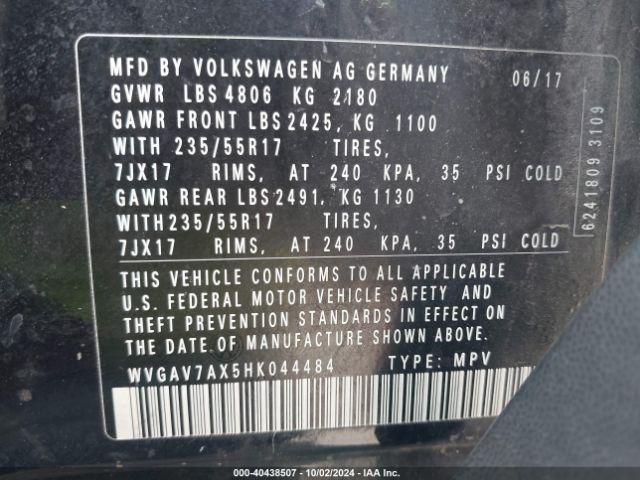 MFD BY VOLKSWAGEN AG GERMANY 06/17
GVWR LBS 4806 KG 2180
GAWR FRONT LBS 2425, KG 1100
WITH 235/55R17 TIRES,
7JX17 RIMS, AT 240 KPA, 35 PSI COLD
GAWR REAR LBS 2491, KG 1130
WITH 235/55R17 TIRES,
7JX17 RIMS, AT 240 KPA, 35 PSI COLD
THIS VEHICLE CONFORMS TO ALL APPLICABLE
U.S. FEDERAL MOTOR VEHICLE SAFETY AND
THEFT PREVENTION STANDARDS IN EFFECT ON
THE DATE OF MANUFACTURE SHOWN ABOVE.
WVGAV7AX5HK044484 TYPE: MPV
6241809 3109
000-40438507 - 10/02/2024 - IAA Inc.